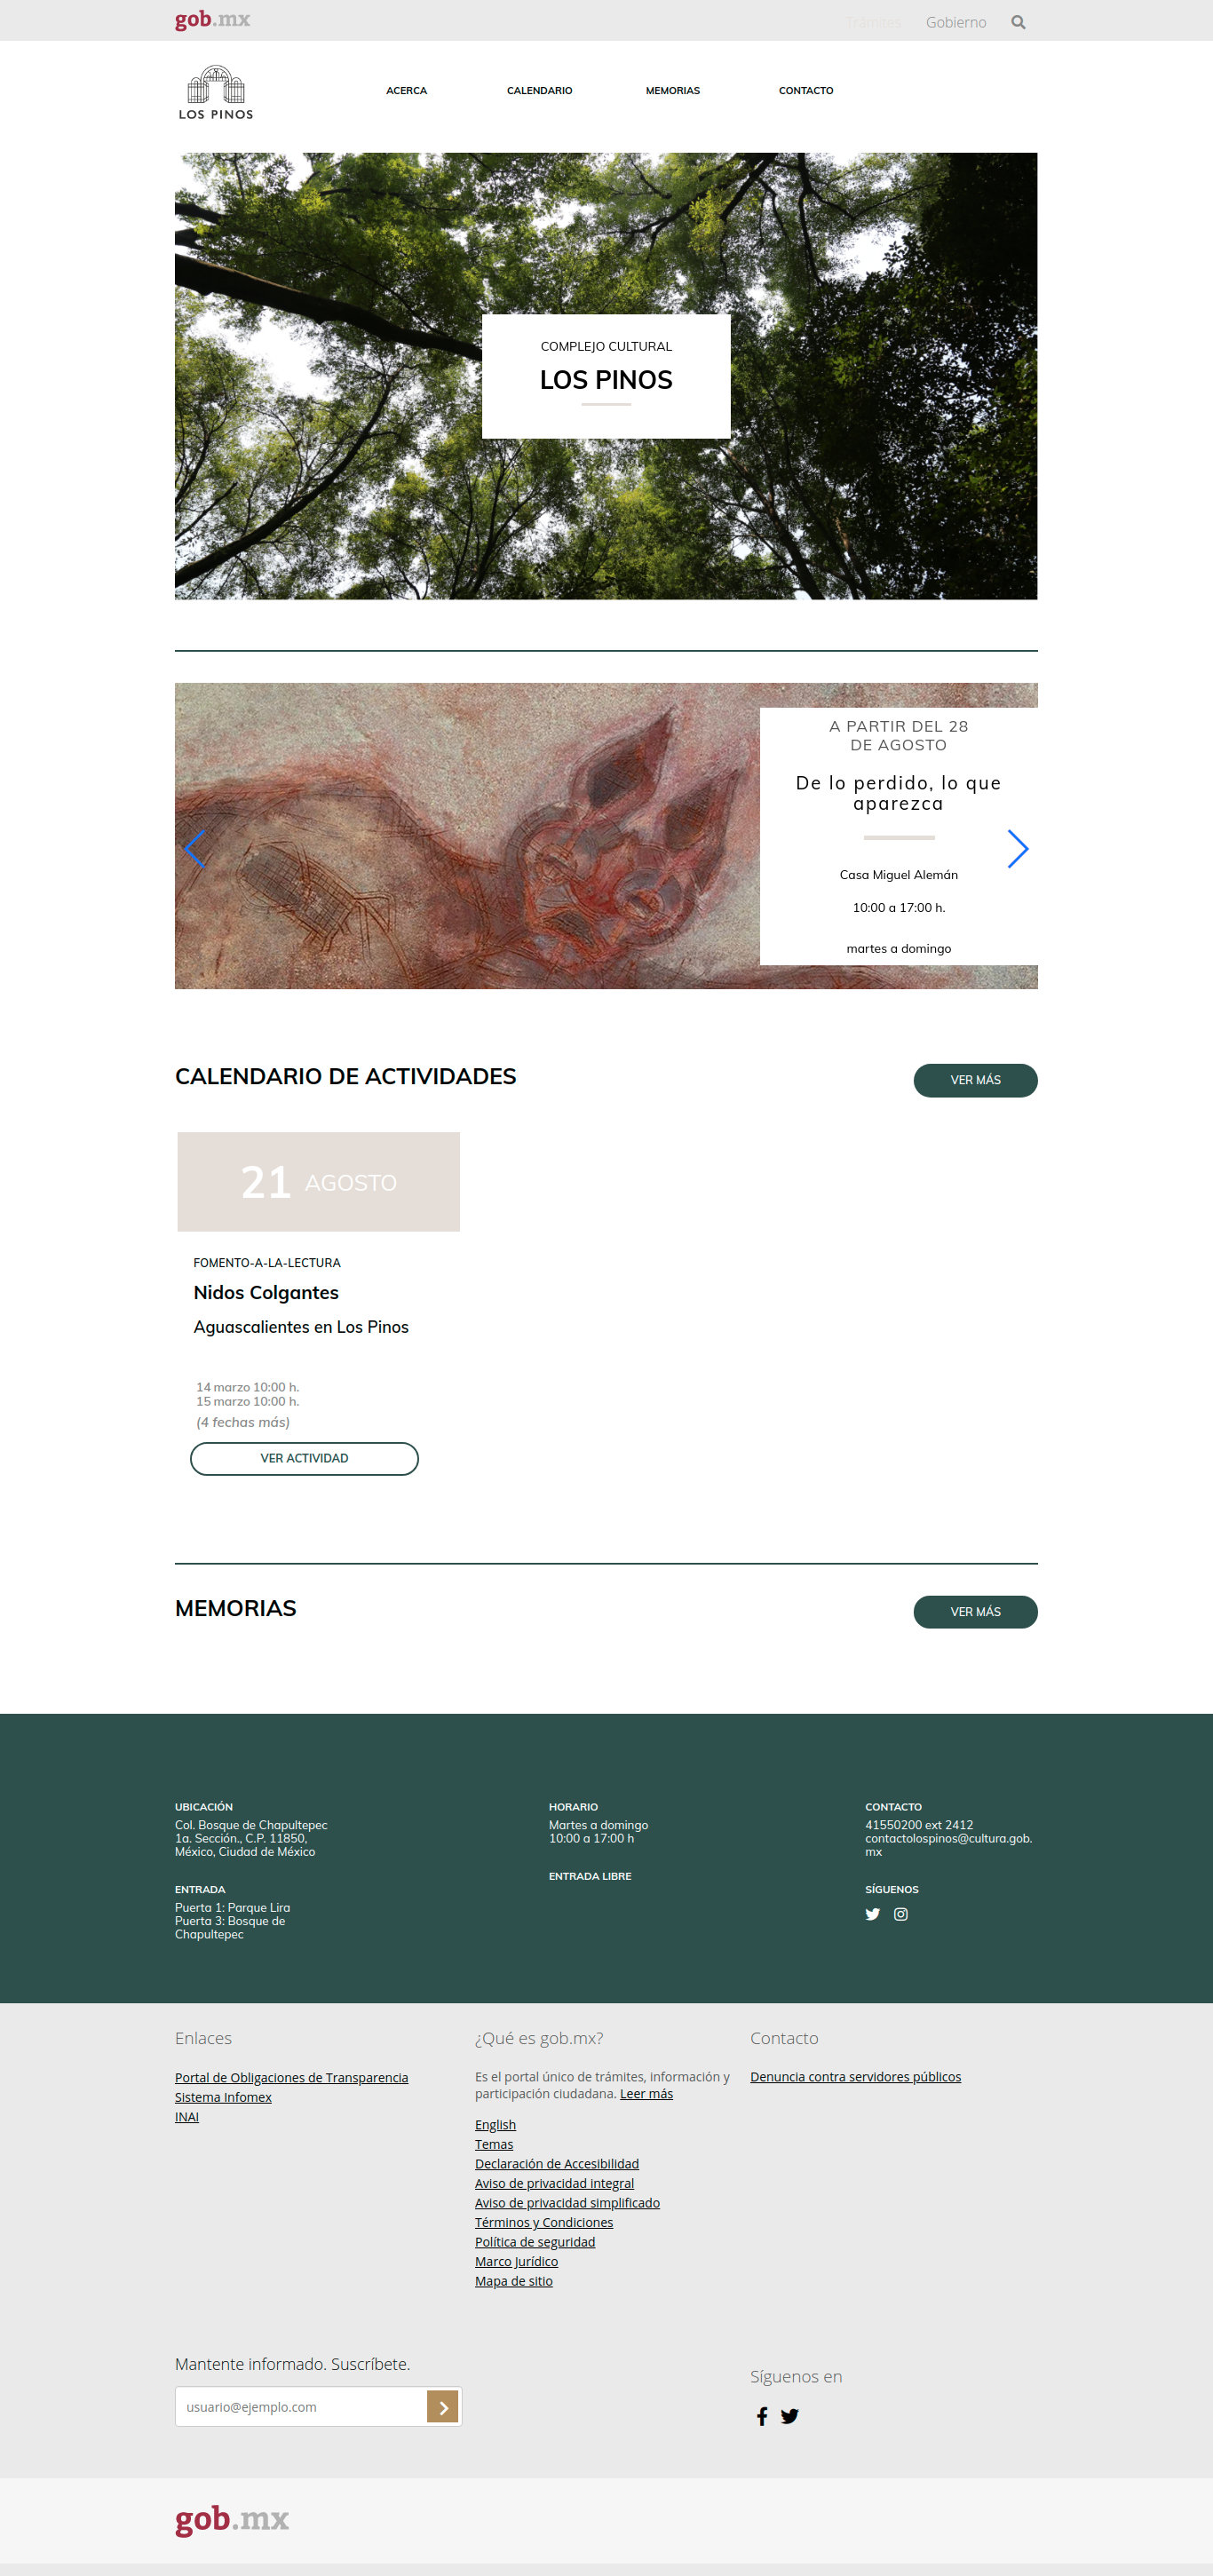 gob.mx
Trámites
Gobierno
LOS PINOS
ACERCA
CALENDARIO
MEMORIAS
CONTACTO
COMPLEJO CULTURAL
LOS PINOS
A PARTIR DEL 28
DE AGOSTO
De lo perdido, lo que
aparezca
Casa Miguel Alemán
10:00 a 17:00 h.
martes a domingo
CALENDARIO DE ACTIVIDADES
VER MÁS
21 AGOSTO
FOMENTO-A-LA-LECTURA
Nidos Colgantes
Aguascalientes en Los Pinos
14 marzo 10:00 h.
15 marzo 10:00 h.
(4 fechas más)
VER ACTIVIDAD
MEMORIAS
VER MÁS
UBICACIÓN
Col. Bosque de Chapultepec
1a. Sección., C.P. 11850,
México, Ciudad de México
ENTRADA
Puerta 1: Parque Lira
Puerta 3: Bosque de
Chapultepec
HORARIO
Martes a domingo
10:00 a 17:00 h
ENTRADA LIBRE
CONTACTO
41550200 ext 2412
contactolospinos@cultura.gob.
mx
SÍGUENOS
Enlaces
Portal de Obligaciones de Transparencia
Sistema Infomex
INAI
¿Qué es gob.mx?
Es el portal único de trámites, información y
participación ciudadana. Leer más
English
Temas
Declaración de Accesibilidad
Aviso de privacidad integral
Aviso de privacidad simplificado
Términos y Condiciones
Política de seguridad
Marco Jurídico
Mapa de sitio
Contacto
Denuncia contra servidores públicos
Mantente informado. Suscríbete.
usuario@ejemplo.com
Síguenos en
gob.mx